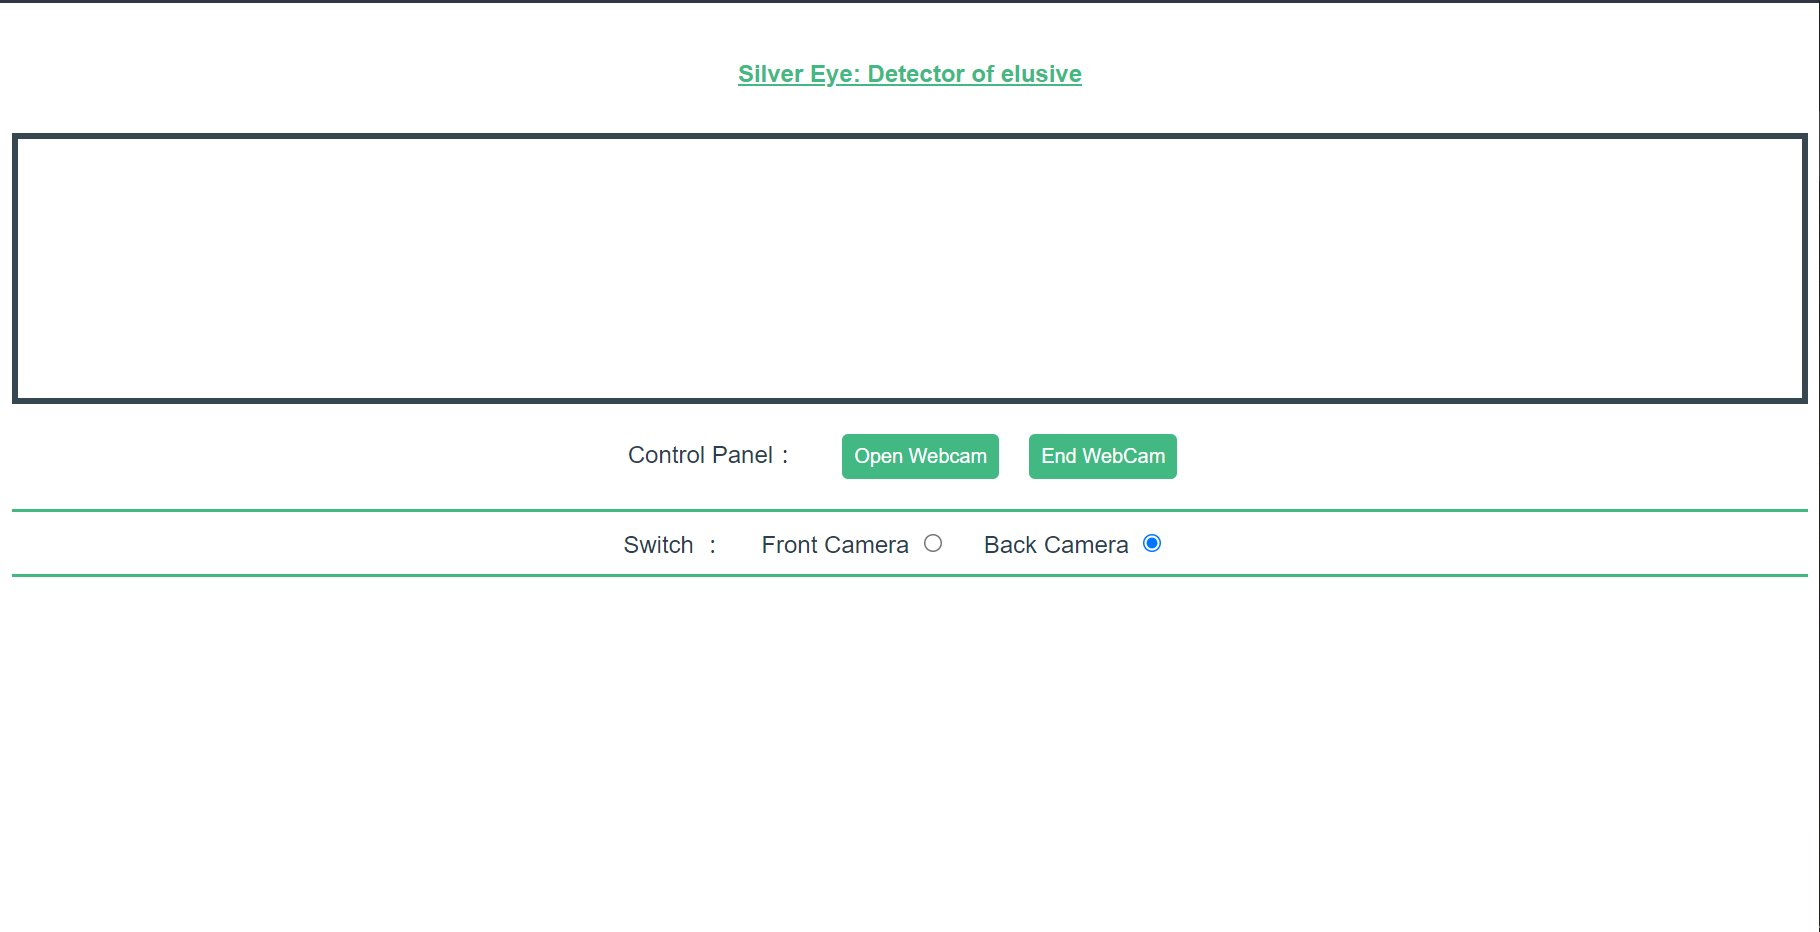 Silver Eye: Detector of elusive
Control Panel : Open Webcam End WebCam
Switch : Front Camera Back Camera